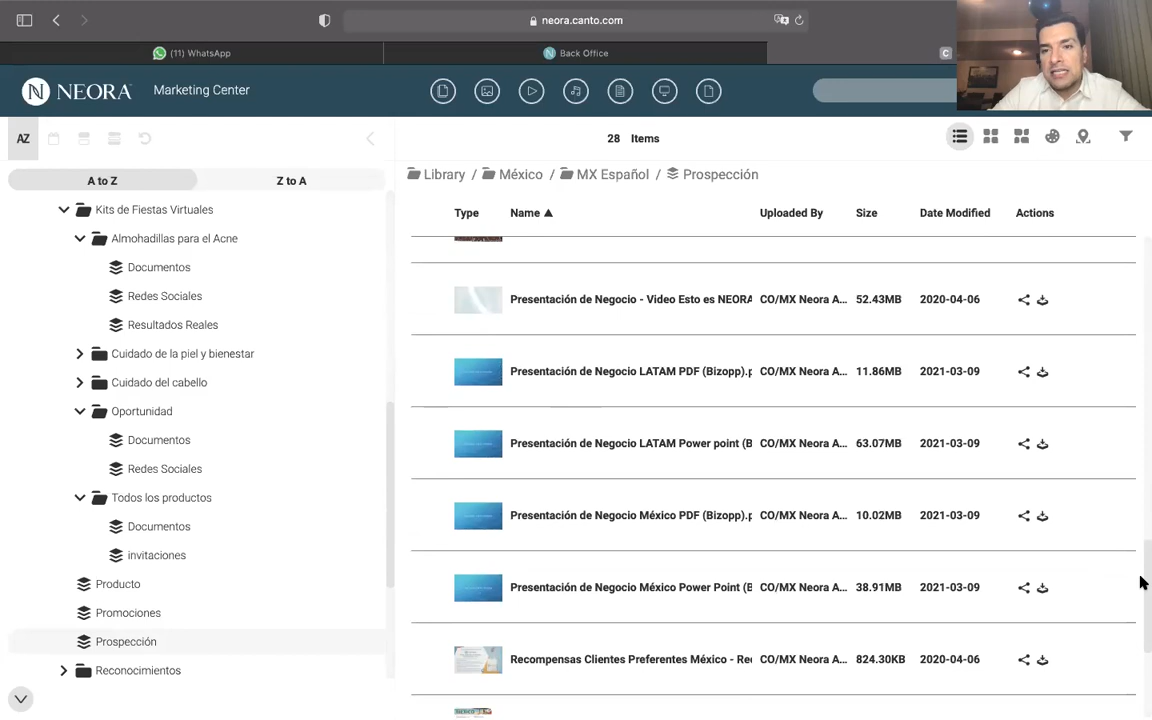 neora.canto.com
(11) WhatsApp
Back Office
C
NEORA
Marketing Center
AZ
28 Items
A to Z
Z to A
Library / México / MX Español / Prospección
Kits de Fiestas Virtuales
Almohadillas para el Acne
Documentos
Redes Sociales
Resultados Reales
Cuidado de la piel y bienestar
Cuidado del cabello
Oportunidad
Documentos
Redes Sociales
Todos los productos
Documentos
invitaciones
Producto
Promociones
Prospección
Reconocimientos
Type Name Uploaded By Size Date Modified Actions
Presentación de Negocio - Video Esto es NEORA CO/MX Neora A... 52.43MB 2020-04-06
Presentación de Negocio LATAM PDF (Bizopp).p CO/MX Neora A... 11.86MB 2021-03-09
Presentación de Negocio LATAM Power point (B CO/MX Neora A... 63.07MB 2021-03-09
Presentación de Negocio México PDF (Bizopp).p CO/MX Neora A... 10.02MB 2021-03-09
Presentación de Negocio México Power Point (B CO/MX Neora A... 38.91MB 2021-03-09
Recompensas Clientes Preferentes México - Re CO/MX Neora A... 824.30KB 2020-04-06